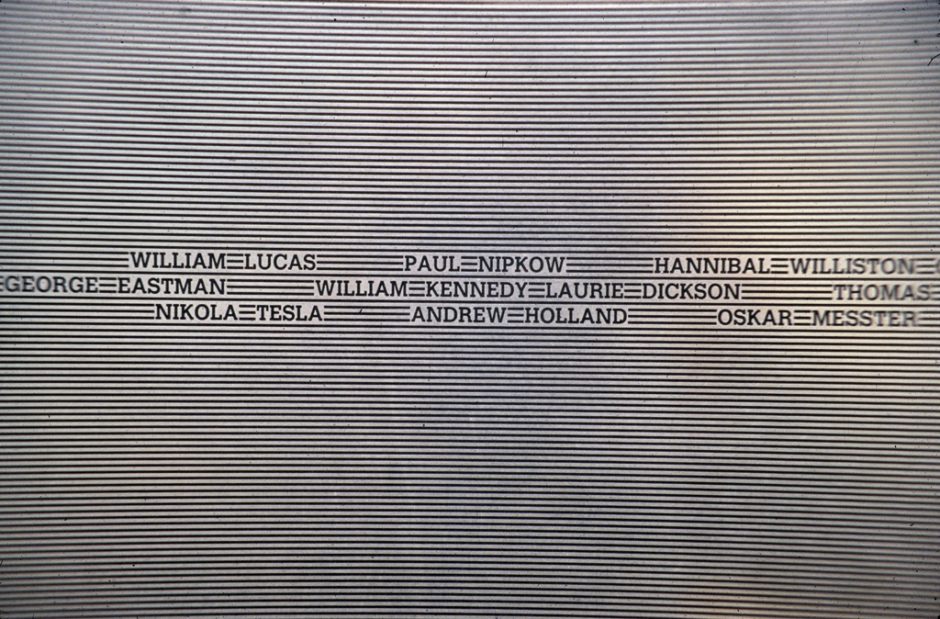 WILLIAM LUCAS PAUL NIPKOW HANNIBAL WILLISTON
GEORGE EASTMAN WILLIAM KENNEDY LAURIE DICKSON THOMAS
NIKOLA TESLA ANDREW HOLLAND OSKAR MESSTER